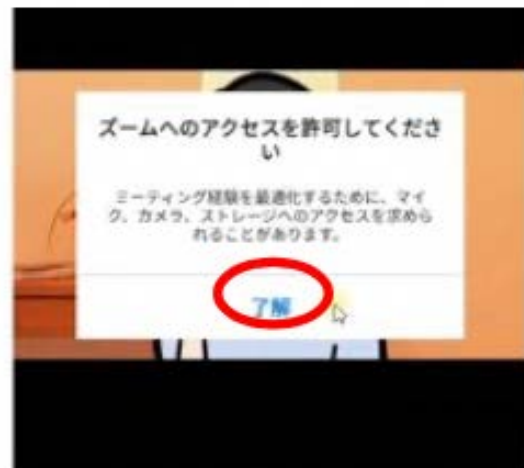 ズームへのアクセスを許可してくださ
い
ミーティング経験を最適化するために、マイ
ク、カメラ、ストレージへのアクセスを求めら
れることがあります。
了解